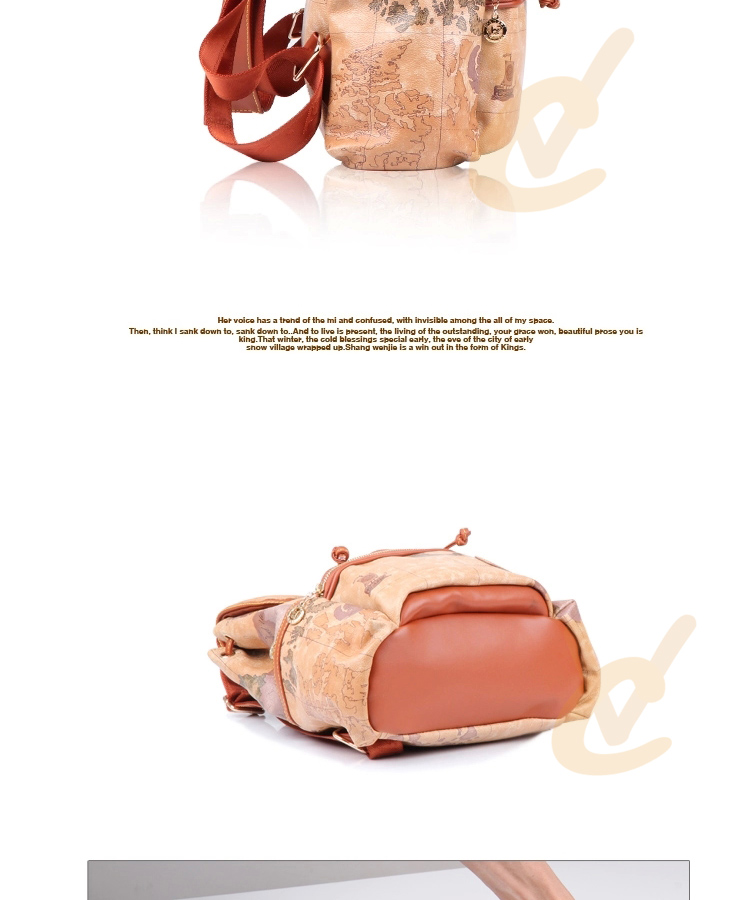 Her voice has a trend of the mi and confused, with invisible among the all of my space.
Then, think I sank down to, sank down to..And to live is present, the living of the outstanding, your grace won, beautiful prose you is
king.That winter, the cold blessings special early, the eve of the city of early
snow village wrapped up.Shang wenjie is a win out in the form of Kings.